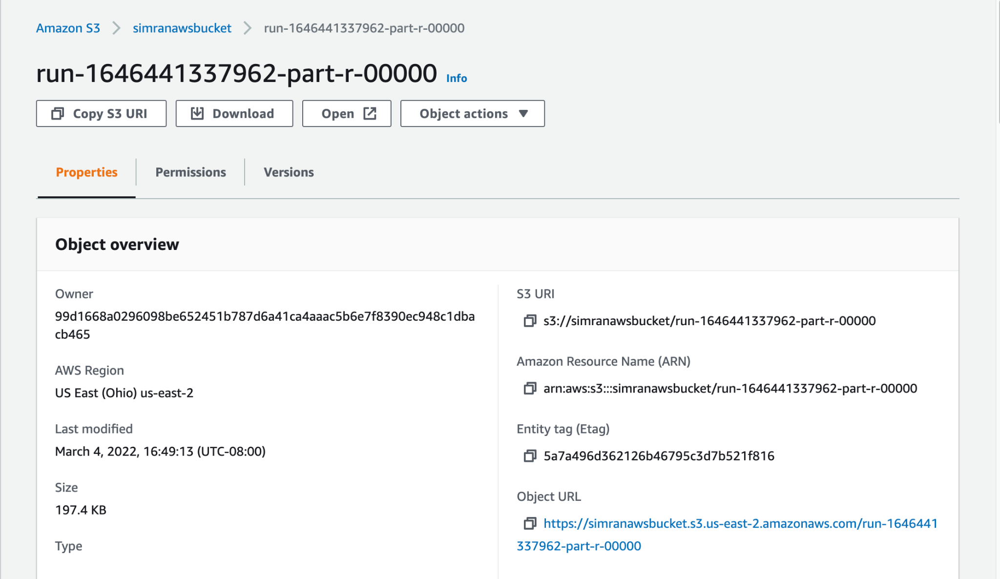 Amazon S3 > simranawsbucket > run-1646441337962-part-r-00000
run-1646441337962-part-r-00000 Info
Copy S3 URI Download Open Object actions ▼
Properties Permissions Versions
Object overview
Owner
99d1668a0296098be652451b787d6a41ca4aaac5b6e7f8390ec948c1dba
cb465
AWS Region
US East (Ohio) us-east-2
Last modified
March 4, 2022, 16:49:13 (UTC-08:00)
Size
197.4 KB
Type
S3 URI
s3://simranawsbucket/run-1646441337962-part-r-00000
Amazon Resource Name (ARN)
arn:aws:s3:::simranawsbucket/run-1646441337962-part-r-00000
Entity tag (Etag)
5a7a496d362126b46795c3d7b521f816
Object URL
https://simranawsbucket.s3.us-east-2.amazonaws.com/run-1646441
337962-part-r-00000